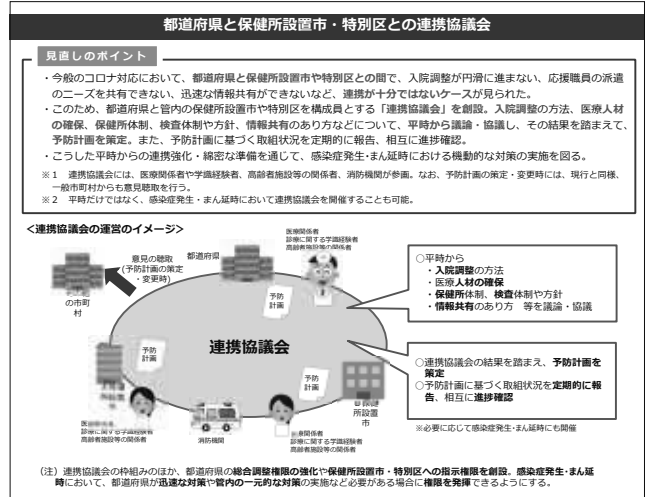 都道府県と保健所設置市・特別区との連携協議会
見直しのポイント
・今般のコロナ対応において、都道府県と保健所設置市や特別区との間で、入院調整が円滑に進まない、応援職員の派遣
のニーズを共有できない、迅速な情報共有ができないなど、連携が十分ではないケースが見られた。
・このため、都道府県と管内の保健所設置市や特別区を構成員とする「連携協議会」を創設。入院調整の方法、医療人材
の確保、保健所体制、検査体制や方針、情報共有のあり方などについて、平時から議論・協議し、その結果を踏まえて、
予防計画を策定。また、予防計画に基づく取組状況を定期的に報告、相互に進捗確認。
・こうした平時からの連携強化・綿密な準備を通じて、感染症発生・まん延時における機動的な対策の実施を図る。
※１ 連携協議会には、医療関係者や学識経験者、高齢者施設等の関係者、消防機関が参画。なお、予防計画の策定・変更時には、現行と同様、
一般市町村からも意見聴取を行う。
※２ 平時だけではなく、感染症発生・まん延時において連携協議会を開催することも可能。
＜連携協議会の運営のイメージ＞
医療関係者
診療に関する学識経験者
高齢者施設等の関係者
意見の聴取
(予防計画の策定
・変更時)
都道府県
の市町
村
予防
計画
○平時から
・入院調整の方法
・医療人材の確保
・保健所体制、検査体制や方針
・情報共有のあり方 等を議論・協議
連携協議会
予防
計画
予防
計画
○連携協議会の結果を踏まえ、予防計画を
策定
○予防計画に基づく取組状況を定期的に報
告、相互に進捗確認
所設置
市
※必要に応じて感染症発生・まん延時にも開催
診療に関する学識経験者
高齢者施設等の関係者
消防機関
療関係者
診療に関する学識経験者
高齢者施設等の関係者
（注）連携協議会の枠組みのほか、都道府県の総合調整権限の強化や保健所設置市・特別区への指示権限を創設。感染症発生・まん延
時において、都道府県が迅速な対策や管内の一元的な対策の実施など必要がある場合に権限を発揮できるようにする。